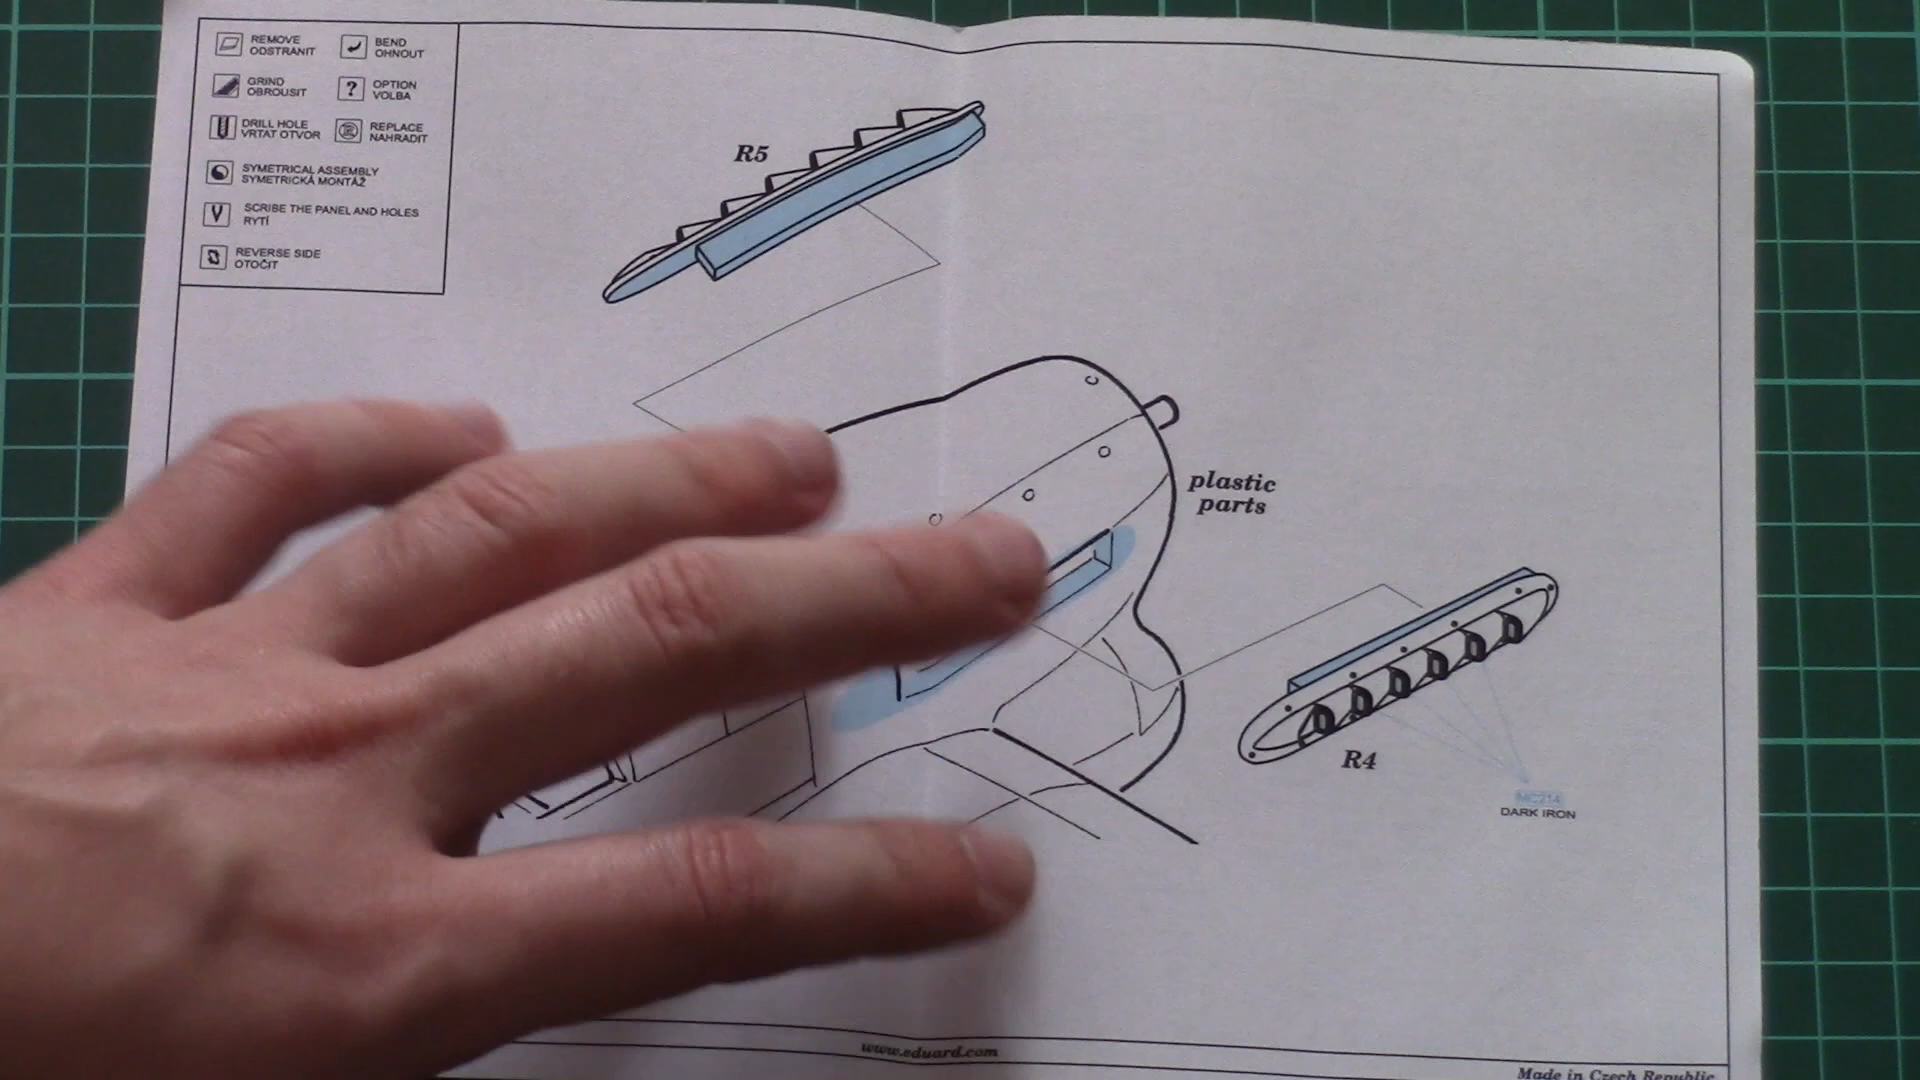 REMOVE
ODSTRANIT
BEND
OHNOUT
GRIND
OBROUSIT
?
OPTION
VOLBA
DRILL HOLE
VRTAT OTVOR
REPLACE
NAHRADIT
SYMETRICAL ASSEMBLY
SYMETRICKÁ MONTÁŽ
SCRIBE THE PANEL AND HOLES
RYTÍ
REVERSE SIDE
OTOČIT
R5
plastic
parts
R4
MC214
DARK IRON
www.eduard.com
Made in Czech Republic